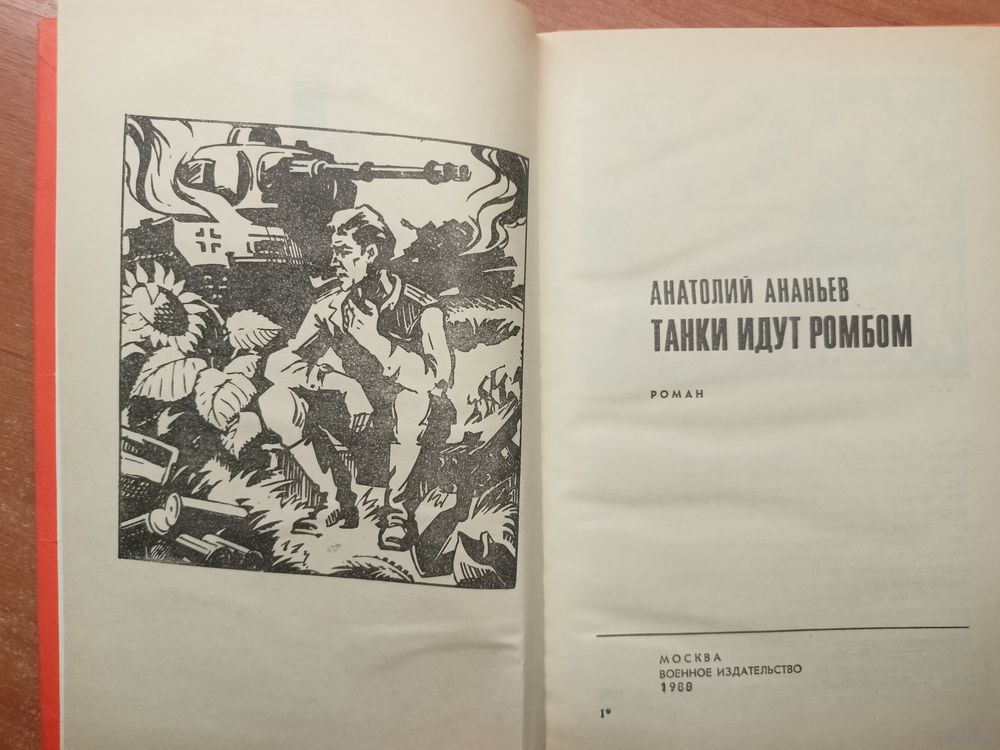 АНАТОЛИЙ АНАНЬЕВ
ТАНКИ ИДУТ РОМБОМ
РОМАН
МОСКВА
ВОЕННОЕ ИЗДАТЕЛЬСТВО
1988
1*